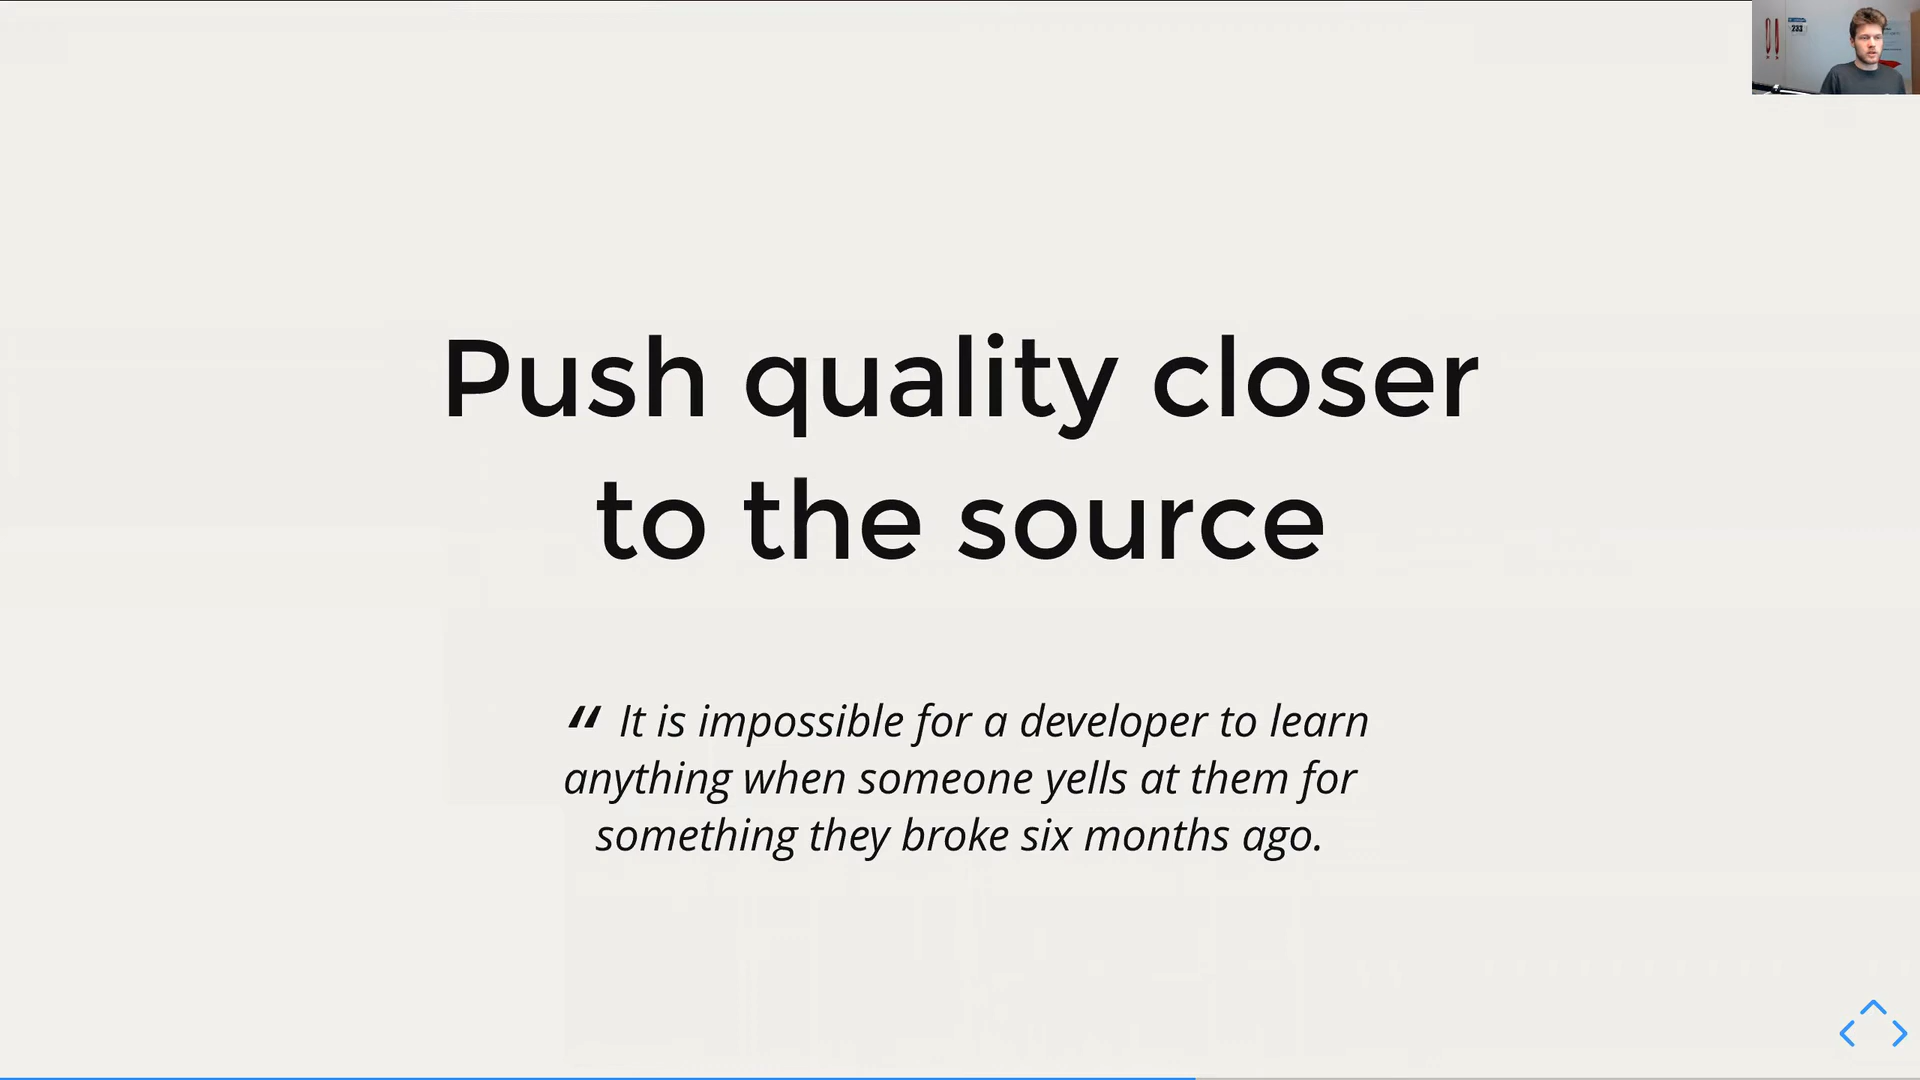 233
Push quality closer
to the source
“ It is impossible for a developer to learn
anything when someone yells at them for
something they broke six months ago.